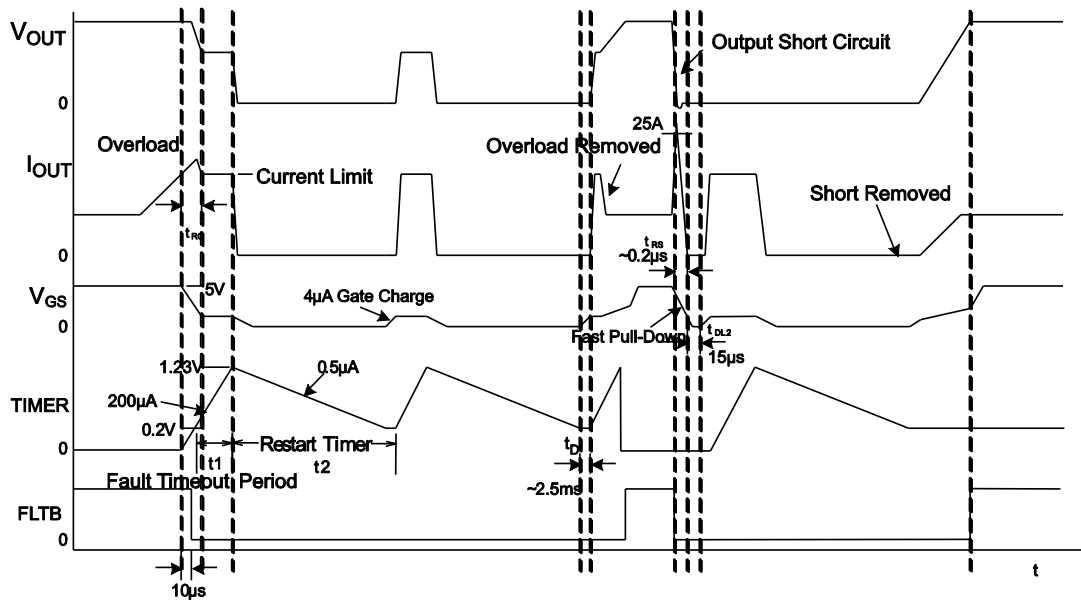 VOUT
Output Short Circuit
0
25A
Overload
Overload Removed
IOUT
Current Limit
Short Removed
tRO
tRS
0
~0.2µs
5V
VGS
4µA Gate Charge
0
Fast Pull-Down
tDL2
15µs
1.23V
0.5µA
200µA
TIMER
0.2V
Restart Timer
tD
0
t1
t2
Fault Timeout Period
~2.5ms
FLTB
0
10µs
t